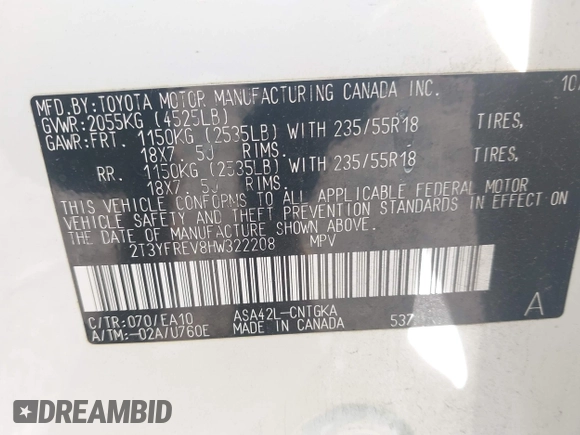 MFD.BY:TOYOTA MOTOR MANUFACTURING CANADA INC. 10/
GVWR:2055KG (4525LB)
GAWR:FRT. 1150KG (2535LB) WITH 235/55R18 TIRES,
18X7.5J RIMS.
RR. 1150KG (2535LB) WITH 235/55R18 TIRES,
18X7.5J RIMS.
THIS VEHICLE CONFORMS TO ALL APPLICABLE FEDERAL MOTOR
VEHICLE SAFETY AND THEFT PREVENTION STANDARDS IN EFFECT ON
THE DATE OF MANUFACTURE SHOWN ABOVE.
2T3YFREV8HW322208 MPV
C/TR:070/EA10 ASA42L-CNTGKA A
A/TM:-02A/U760E MADE IN CANADA 537
DREAMBID